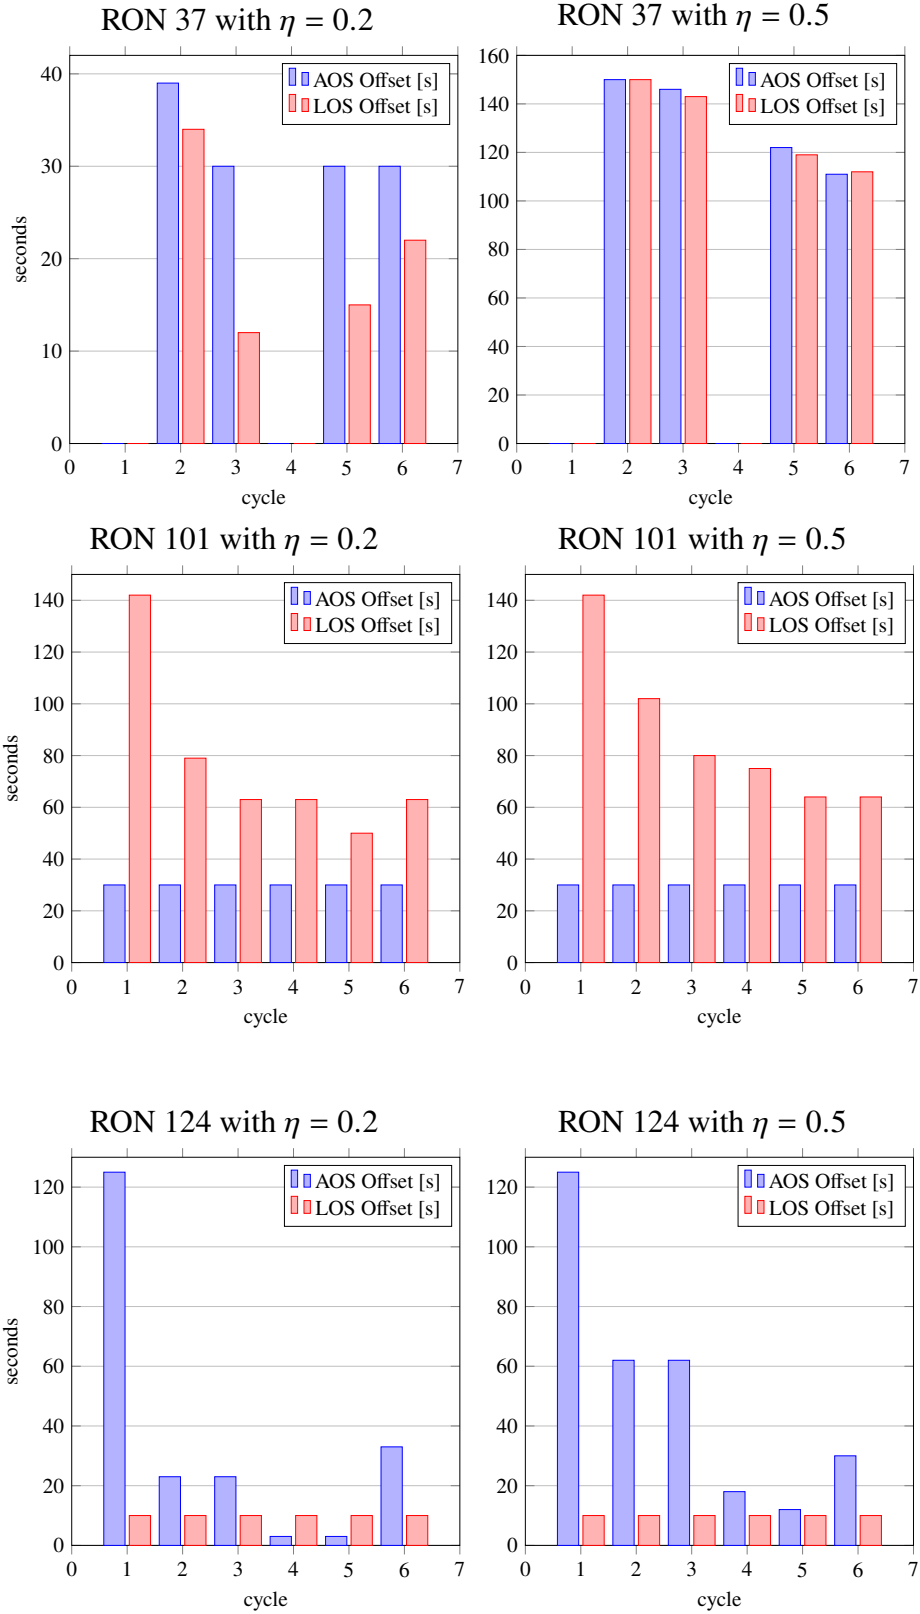 RON 37 with η = 0.2
40
30
20
10
0
seconds
AOS Offset [s]
LOS Offset [s]
0 1 2 3 4 5 6 7
cycle
RON 37 with η = 0.5
160
140
120
100
80
60
40
20
0
AOS Offset [s]
LOS Offset [s]
0 1 2 3 4 5 6 7
cycle
RON 101 with η = 0.2
140
120
100
80
60
40
20
0
seconds
AOS Offset [s]
LOS Offset [s]
0 1 2 3 4 5 6 7
cycle
RON 101 with η = 0.5
140
120
100
80
60
40
20
0
AOS Offset [s]
LOS Offset [s]
0 1 2 3 4 5 6 7
cycle
RON 124 with η = 0.2
120
100
80
60
40
20
0
seconds
AOS Offset [s]
LOS Offset [s]
0 1 2 3 4 5 6 7
cycle
RON 124 with η = 0.5
120
100
80
60
40
20
0
AOS Offset [s]
LOS Offset [s]
0 1 2 3 4 5 6 7
cycle